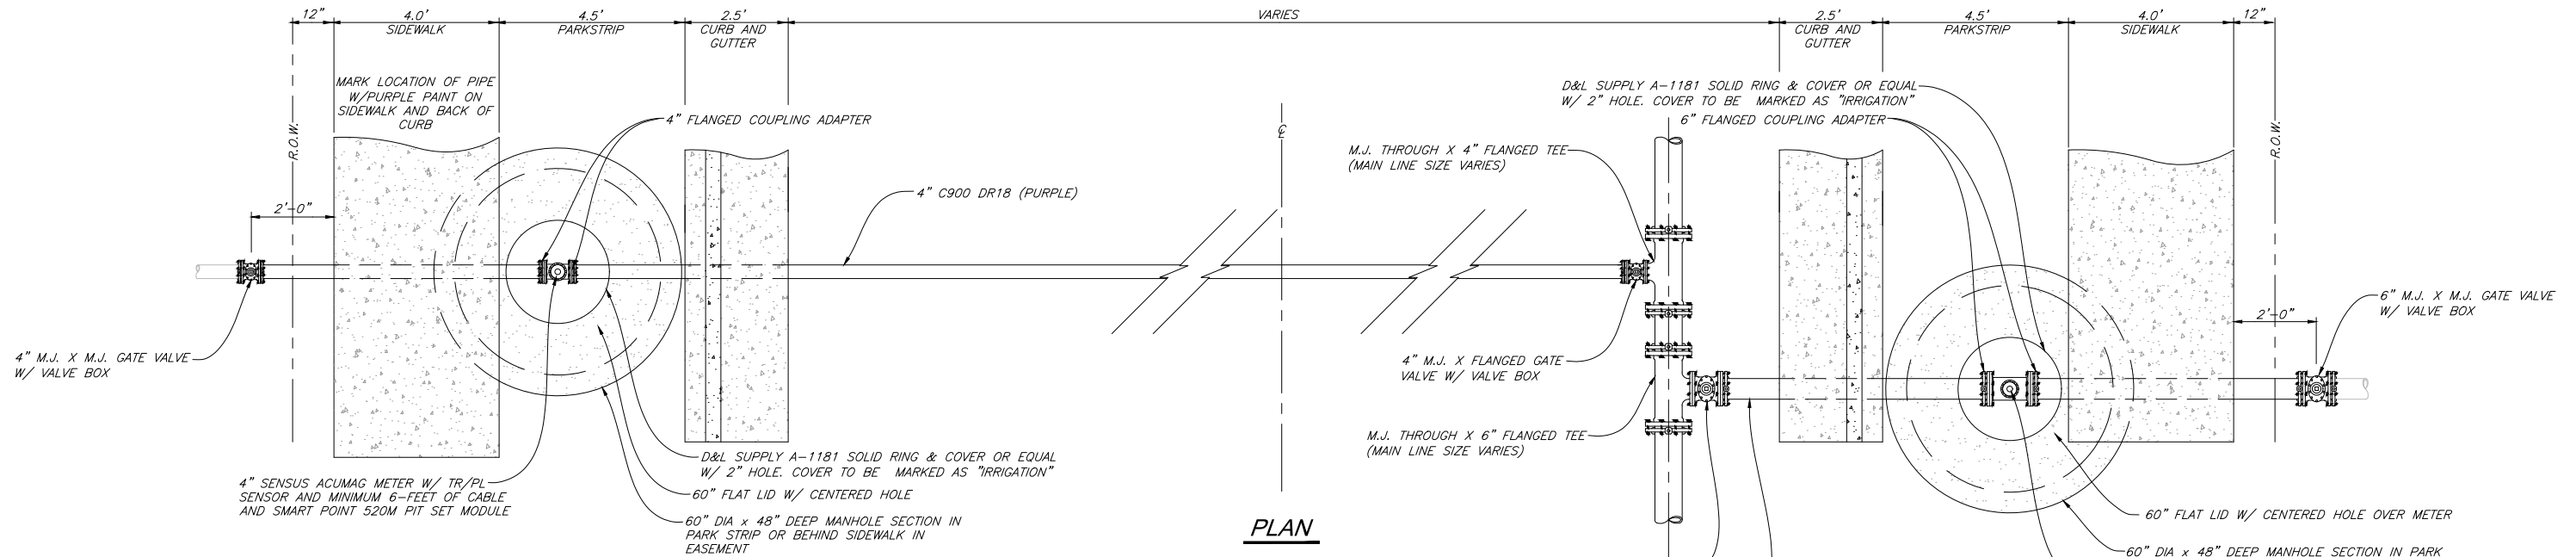 12"
4.0'
SIDEWALK
4.5'
PARKSTRIP
2.5'
CURB AND
GUTTER
VARIES
2.5'
CURB AND
GUTTER
4.5'
PARKSTRIP
4.0'
SIDEWALK
12"
MARK LOCATION OF PIPE
W/PURPLE PAINT ON
SIDEWALK AND BACK OF
CURB
R.O.W.
4" FLANGED COUPLING ADAPTER
2'-0"
4" C900 DR18 (PURPLE)
℄
M.J. THROUGH X 4" FLANGED TEE
(MAIN LINE SIZE VARIES)
D&L SUPPLY A-1181 SOLID RING & COVER OR EQUAL
W/ 2" HOLE. COVER TO BE MARKED AS "IRRIGATION"
6" FLANGED COUPLING ADAPTER
R.O.W.
6" M.J. X M.J. GATE VALVE
W/ VALVE BOX
2'-0"
4" M.J. X M.J. GATE VALVE
W/ VALVE BOX
4" M.J. X FLANGED GATE
VALVE W/ VALVE BOX
M.J. THROUGH X 6" FLANGED TEE
(MAIN LINE SIZE VARIES)
D&L SUPPLY A-1181 SOLID RING & COVER OR EQUAL
W/ 2" HOLE. COVER TO BE MARKED AS "IRRIGATION"
4" SENSUS ACUMAG METER W/ TR/PL
SENSOR AND MINIMUM 6-FEET OF CABLE
AND SMART POINT 520M PIT SET MODULE
60" FLAT LID W/ CENTERED HOLE
60" DIA x 48" DEEP MANHOLE SECTION IN
PARK STRIP OR BEHIND SIDEWALK IN
EASEMENT
PLAN
60" FLAT LID W/ CENTERED HOLE OVER METER
60" DIA x 48" DEEP MANHOLE SECTION IN PARK